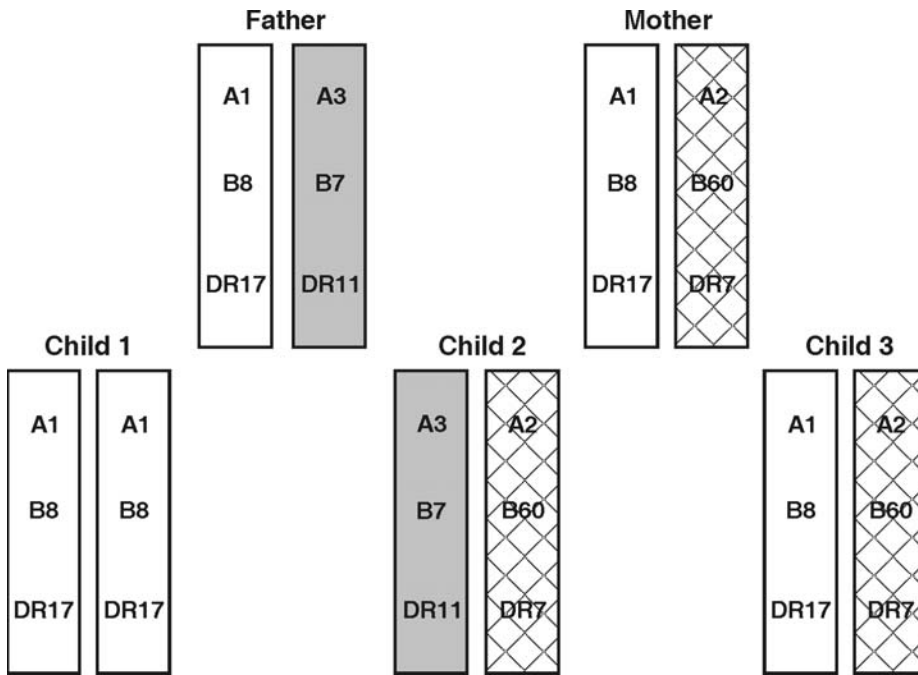 Father Mother
A1 A3 A1 A2
B8 B7 B8 B60
DR17 DR11 DR17 DR7
Child 1 Child 2 Child 3
A1 A1 A3 A2 A1 A2
B8 B8 B7 B60 B8 B60
DR17 DR17 DR11 DR7 DR17 DR7